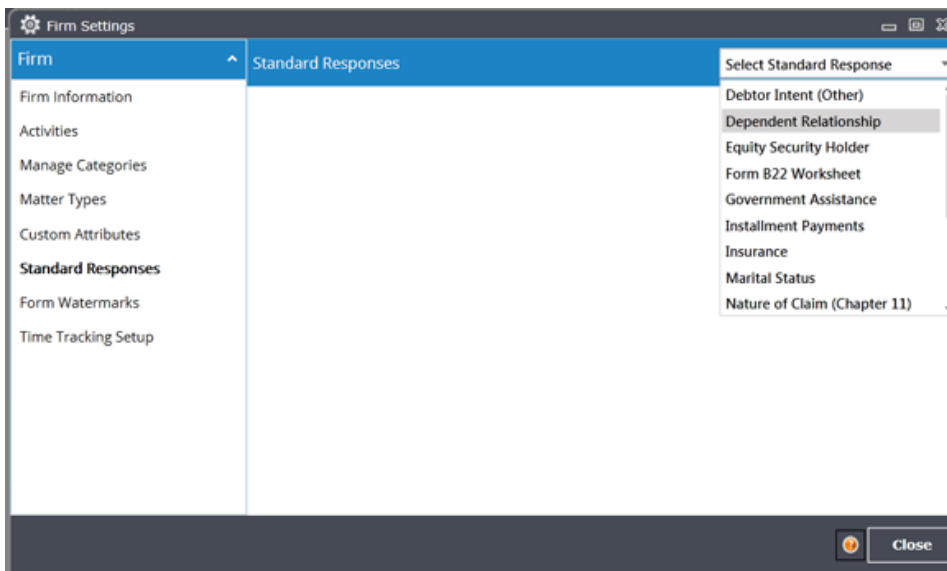 Firm Settings
Firm
Standard Responses
Select Standard Response
Firm Information
Activities
Manage Categories
Matter Types
Custom Attributes
Standard Responses
Form Watermarks
Time Tracking Setup
Debtor Intent (Other)
Dependent Relationship
Equity Security Holder
Form B22 Worksheet
Government Assistance
Installment Payments
Insurance
Marital Status
Nature of Claim (Chapter 11)
Close